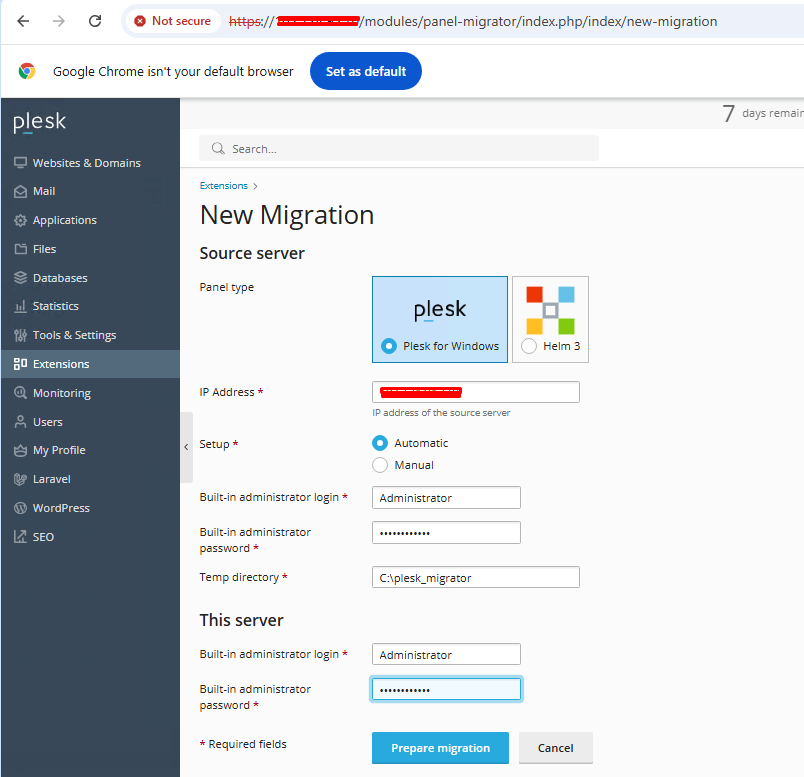 Not secure
https://
/modules/panel-migrator/index.php/index/new-migration
Google Chrome isn't your default browser
Set as default
plesk
7 days remain
Search...
Websites & Domains
Mail
Applications
Files
Databases
Statistics
Tools & Settings
Extensions
Monitoring
Users
My Profile
Laravel
WordPress
SEO
Extensions
New Migration
Source server
Panel type
plesk
Plesk for Windows
Helm 3
IP Address *
IP address of the source server
Setup *
Automatic
Manual
Built-in administrator login *
Administrator
Built-in administrator
password *
••••••••••••
Temp directory *
C:\plesk_migrator
This server
Built-in administrator login *
Administrator
Built-in administrator
password *
••••••••••••
* Required fields
Prepare migration
Cancel